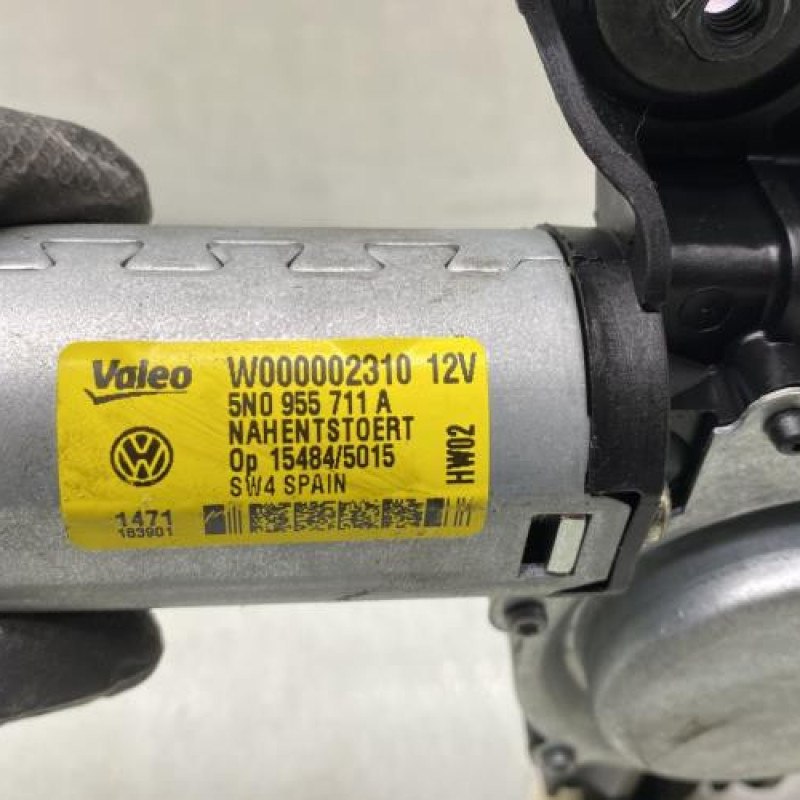 Valeo W000002310 12V
5N0 955 711 A
NAHENTSTOERT
Op 15484/5015
SW4 SPAIN
HW02
1471
183901